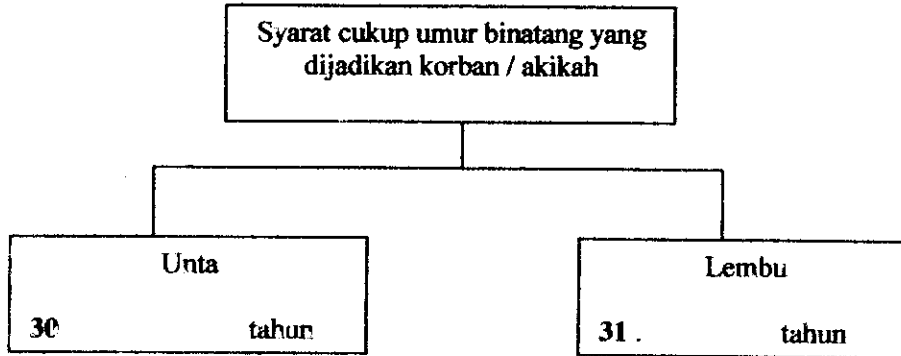 Syarat cukup umur binatang yang
dijadikan korban / akikah
Unta
30 tahun
Lembu
31 . tahun